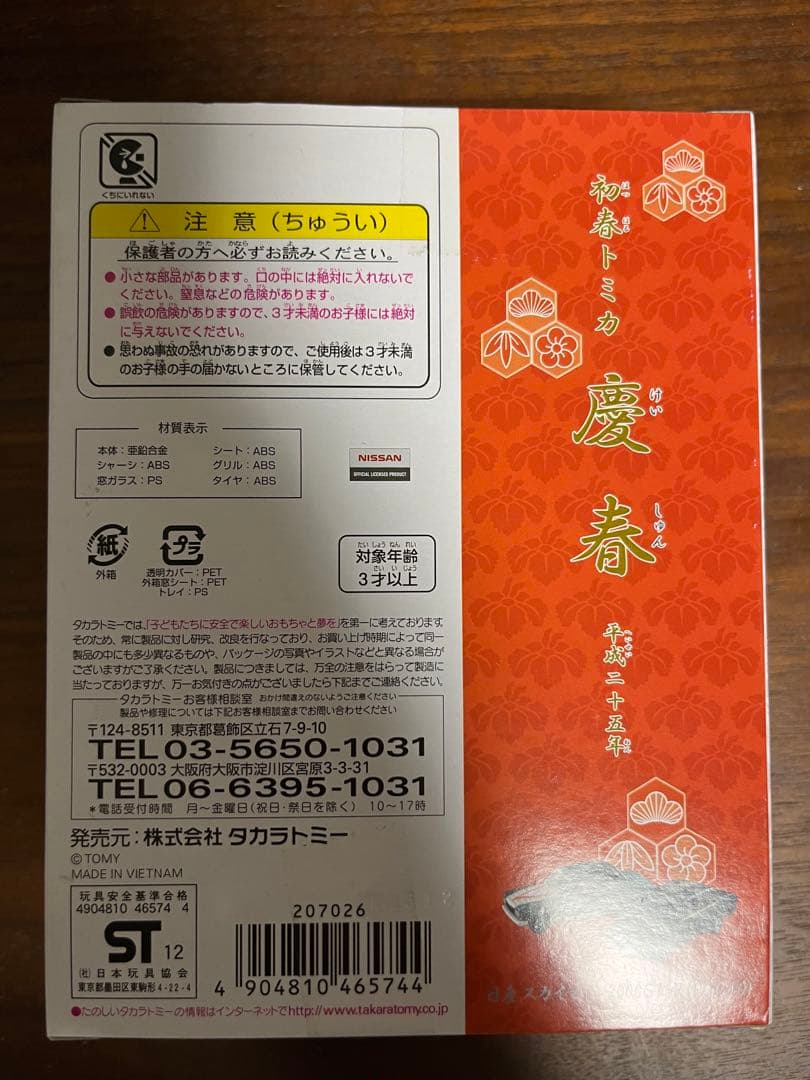 くちにいれない
注 意（ちゅうい）
保護者の方へ必ずお読みください。
●小さな部品があります。口の中には絶対に入れないで
ください。窒息などの危険があります。
●誤飲の危険がありますので、3才未満のお子様には絶対
に与えないでください。
●思わぬ事故の恐れがありますので、ご使用後は3才未満
のお子様の手の届かないところに保管してください。
材質表示
本体：亜鉛合金 シート：ABS
シャーシ：ABS グリル：ABS
窓ガラス：PS タイヤ：ABS
NISSAN
OFFICIAL LICENSED PRODUCT
紙
外箱
プラ
透明カバー：PET
外箱窓シート：PET
トレイ：PS
対象年齢
3才以上
タカラトミーでは、「子どもたちに安全で楽しいおもちゃと夢を」を第一に考えております。
そのため、常に製品に対し研究、改良を行なっており、お買い上げ時期によって同一
製品の中にも多少異なるものや、パッケージの写真やイラストなどと異なる場合が
ございますがご了承ください。製品につきましては、万全の注意をはらって製造に
当たっておりますが、万一お気付きの点がございましたら下記までご連絡ください。
タカラトミーお客様相談室 おかけ間違えのないようご注意ください
製品や修理については下記お客様相談室までお問い合わせください
〒124-8511 東京都葛飾区立石7-9-10
TEL03-5650-1031
〒532-0003 大阪府大阪市淀川区宮原3-3-31
TEL06-6395-1031
＊電話受付時間 月～金曜日(祝日・祭日を除く) 10～17時
発売元：株式会社 タカラトミー
© TOMY
MADE IN VIETNAM
玩具安全基準合格
4904810 46574 4
ST 12
(社)日本玩具協会
東京都墨田区東駒形4-22-4
207026
4 904810 465744
●たのしいタカラトミーの情報はインターネットでhttp://www.takaratomy.co.jp
初春トミカ
慶春
平成二十五年
日産スカイ